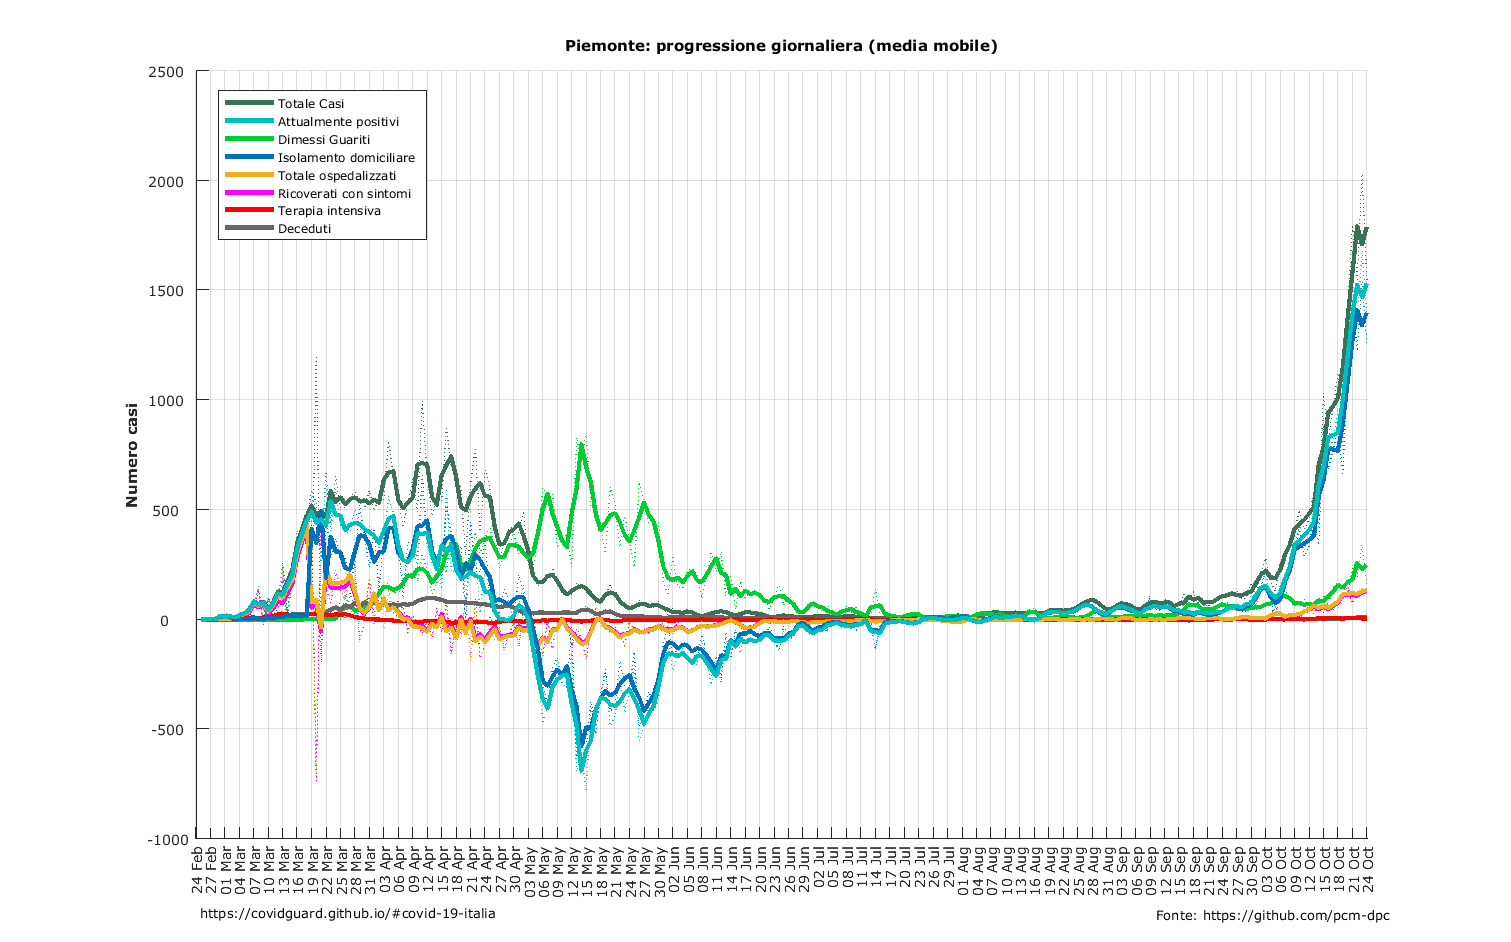 Piemonte: progressione giornaliera (media mobile)
2500
2000
1500
1000
500
0
-500
-1000
Numero casi
Totale Casi
Attualmente positivi
Dimessi Guariti
Isolamento domiciliare
Totale ospedalizzati
Ricoverati con sintomi
Terapia intensiva
Deceduti
24 Feb
27 Feb
01 Mar
04 Mar
07 Mar
10 Mar
13 Mar
16 Mar
19 Mar
22 Mar
25 Mar
28 Mar
31 Mar
03 Apr
06 Apr
09 Apr
12 Apr
15 Apr
18 Apr
21 Apr
24 Apr
27 Apr
30 Apr
03 May
06 May
09 May
12 May
15 May
18 May
21 May
24 May
27 May
30 May
02 Jun
05 Jun
08 Jun
11 Jun
14 Jun
17 Jun
20 Jun
23 Jun
26 Jun
29 Jun
02 Jul
05 Jul
08 Jul
11 Jul
14 Jul
17 Jul
20 Jul
23 Jul
26 Jul
29 Jul
01 Aug
04 Aug
07 Aug
10 Aug
13 Aug
16 Aug
19 Aug
22 Aug
25 Aug
28 Aug
31 Aug
03 Sep
06 Sep
09 Sep
12 Sep
15 Sep
18 Sep
21 Sep
24 Sep
27 Sep
30 Sep
03 Oct
06 Oct
09 Oct
12 Oct
15 Oct
18 Oct
21 Oct
24 Oct
https://covidguard.github.io/#covid-19-italia
Fonte: https://github.com/pcm-dpc